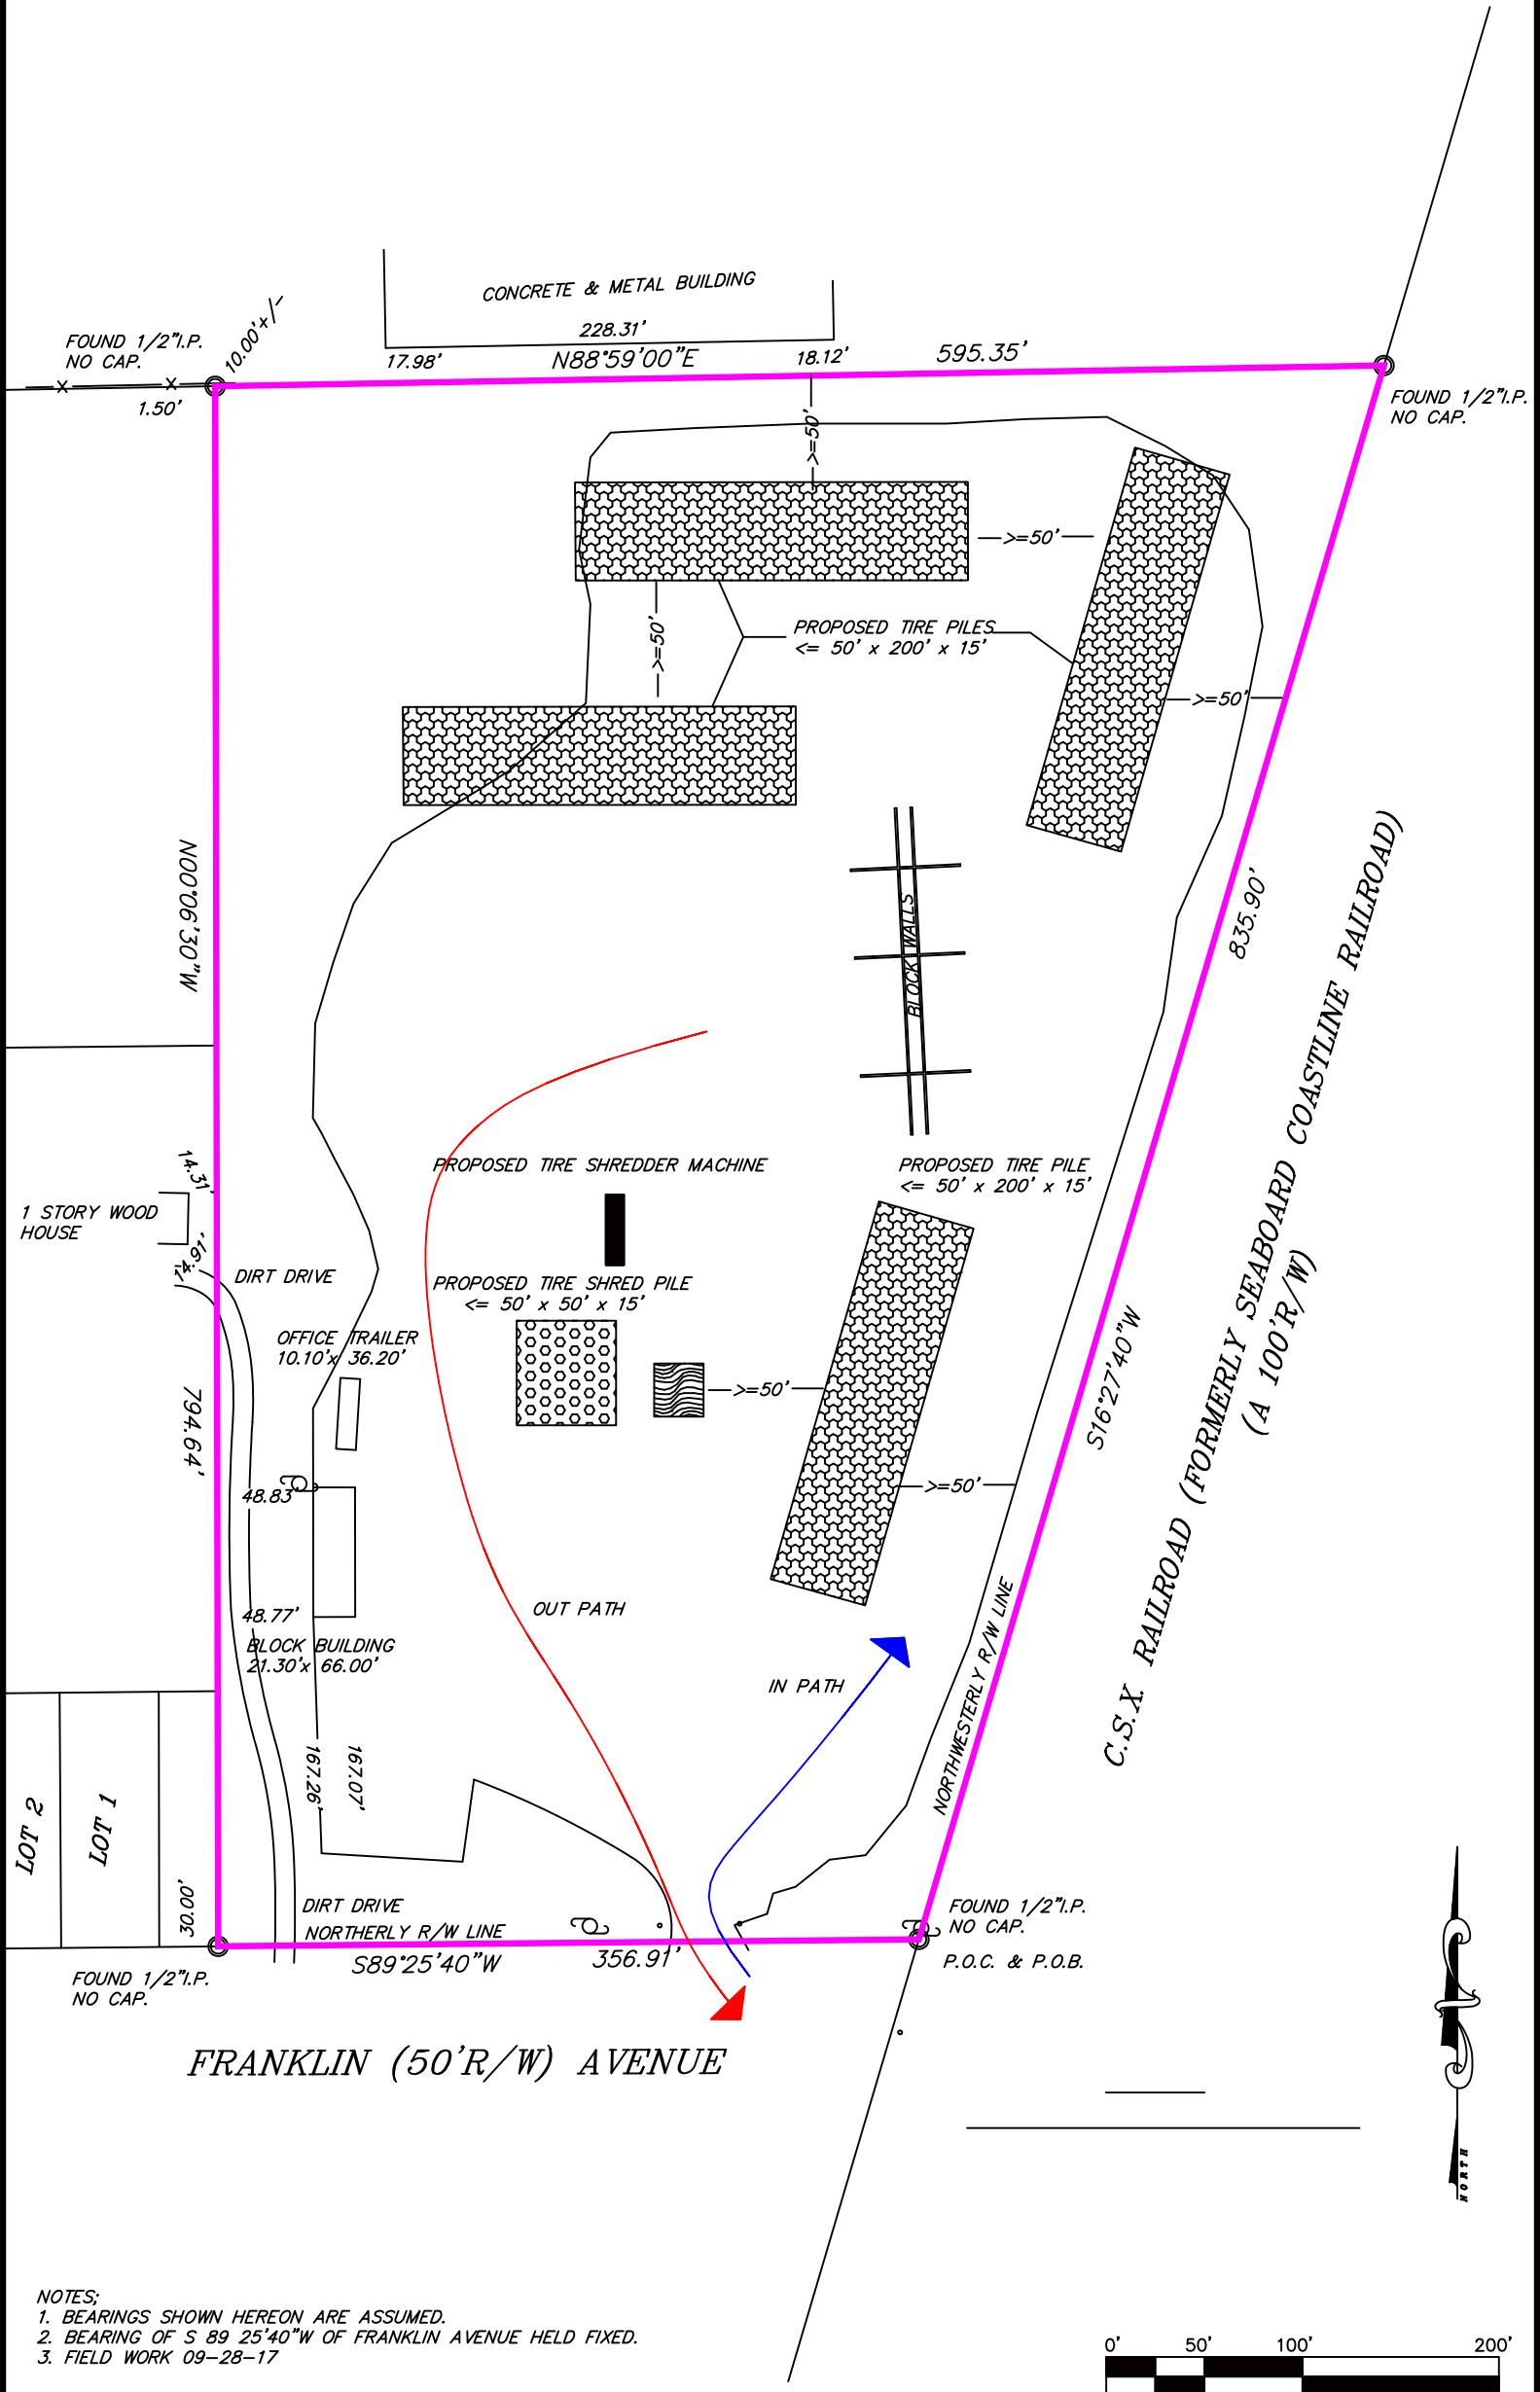 CONCRETE & METAL BUILDING
228.31'
FOUND 1/2"I.P.
NO CAP.
10.00'+/-
17.98'
N88°59'00"E
18.12'
595.35'
1.50'
FOUND 1/2"I.P.
NO CAP.
>=50'
>=50'
>=50'
PROPOSED TIRE PILES
<= 50' x 200' x 15'
>=50'
N00°06'30"W
835.90'
BLOCK WALLS
C.S.X. RAILROAD (FORMERLY SEABOARD COASTLINE RAILROAD)
(A 100'R/W)
PROPOSED TIRE SHREDDER MACHINE
PROPOSED TIRE PILE
<= 50' x 200' x 15'
14.31'
1 STORY WOOD
HOUSE
14.91'
DIRT DRIVE
PROPOSED TIRE SHRED PILE
<= 50' x 50' x 15'
OFFICE TRAILER
10.10'x 36.20'
S16°27'40"W
>=50'
794.64'
>=50'
48.83'
48.77'
OUT PATH
BLOCK BUILDING
21.30'x 66.00'
IN PATH
NORTHWESTERLY R/W LINE
167.26'
167.07'
LOT 2
LOT 1
30.00'
DIRT DRIVE
NORTHERLY R/W LINE
S89°25'40"W
356.91'
FOUND 1/2"I.P.
NO CAP.
P.O.C. & P.O.B.
FOUND 1/2"I.P.
NO CAP.
FRANKLIN (50'R/W) AVENUE
NORTH
NOTES;
1. BEARINGS SHOWN HEREON ARE ASSUMED.
2. BEARING OF S 89 25'40"W OF FRANKLIN AVENUE HELD FIXED.
3. FIELD WORK 09-28-17
0' 50' 100' 200'